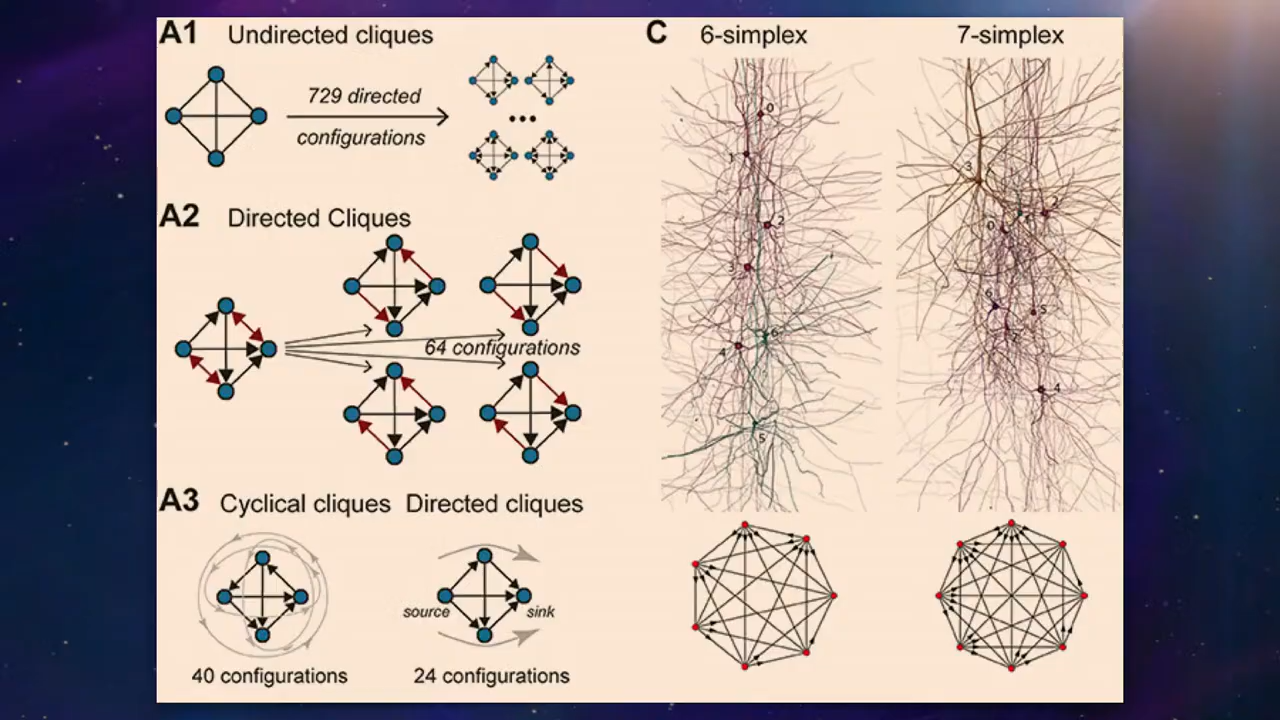 A1 Undirected cliques
729 directed
configurations
A2 Directed Cliques
64 configurations
A3 Cyclical cliques Directed cliques
source sink
40 configurations 24 configurations
C 6-simplex 7-simplex
0
1
2
3
6
4
5
3
2
0
6
5
4